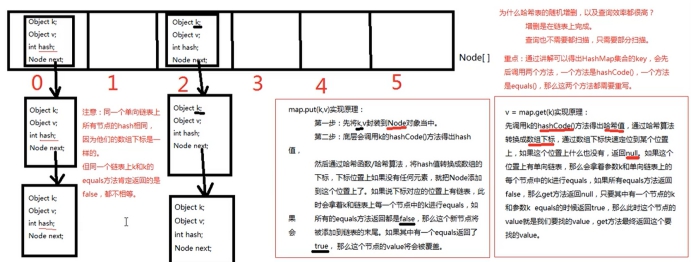 Object k;
Object v;
int hash;
Node next;
Object k;
Object v;
int hash;
Node next;
Node[ ]
0
1
2
3
4
5
Object k;
Object v;
int hash;
Node next;
Object k;
Object v;
int hash;
Node next;
注意：同一个单向链表上
所有节点的hash相同，
因为他们的数组下标是一
样的。
但同一个链表上k和k的
equals方法肯定返回的是
false，都不相等。
Object k;
Object v;
int hash;
Node next;
Object k;
Object v;
int hash;
Node next;
为什么哈希表的随机增删，以及查询效率都很高？
增删是在链表上完成。
查询也不需要都扫描，只需要部分扫描。
重点：通过讲解可以得出HashMap集合的key，会先
后调用两个方法，一个方法是hashCode()，一个方法
是equals()，那么这两个方法都需要重写。
map.put(k,v)实现原理：
第一步：先将k,v封装到Node对象当中。
第二步：底层会调用k的hashCode()方法得出hash
值，
然后通过哈希函数/哈希算法，将hash值转换成数组的
下标，下标位置上如果没有任何元素，就把Node添加
到这个位置上了。如果说下标对应的位置上有链表，此
时会拿着k和链表上每一个节点中的k进行equals，如
果 所有的equals方法返回都是false，那么这个新节点将
会 被添加到链表的末尾。如果其中有一个equals返回了
true，那么这个节点的value将会被覆盖。
v = map.get(k)实现原理：
先调用k的hashCode()方法得出哈希值，通过哈希算法
转换成数组下标，通过数组下标快速定位到某个位置
上，如果这个位置上什么也没有，返回null。如果这个
位置上有单向链表，那么会拿着参数k和单向链表上的
每个节点中的k进行equals，如果所有equals方法返回
false，那么get方法返回null，只要其中有一个节点的k
和参数k equals的时候返回true，那么此时这个节点的
value就是我们要找的value，get方法最终返回这个要
找的value。